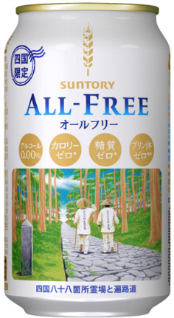 四国
限定
SUNTORY
ALL-FREE
オールフリー
アルコール
0.00%
カロリー
ゼロ*
糖質
ゼロ*
プリン体
ゼロ**
四国八十八箇所霊場と遍路道